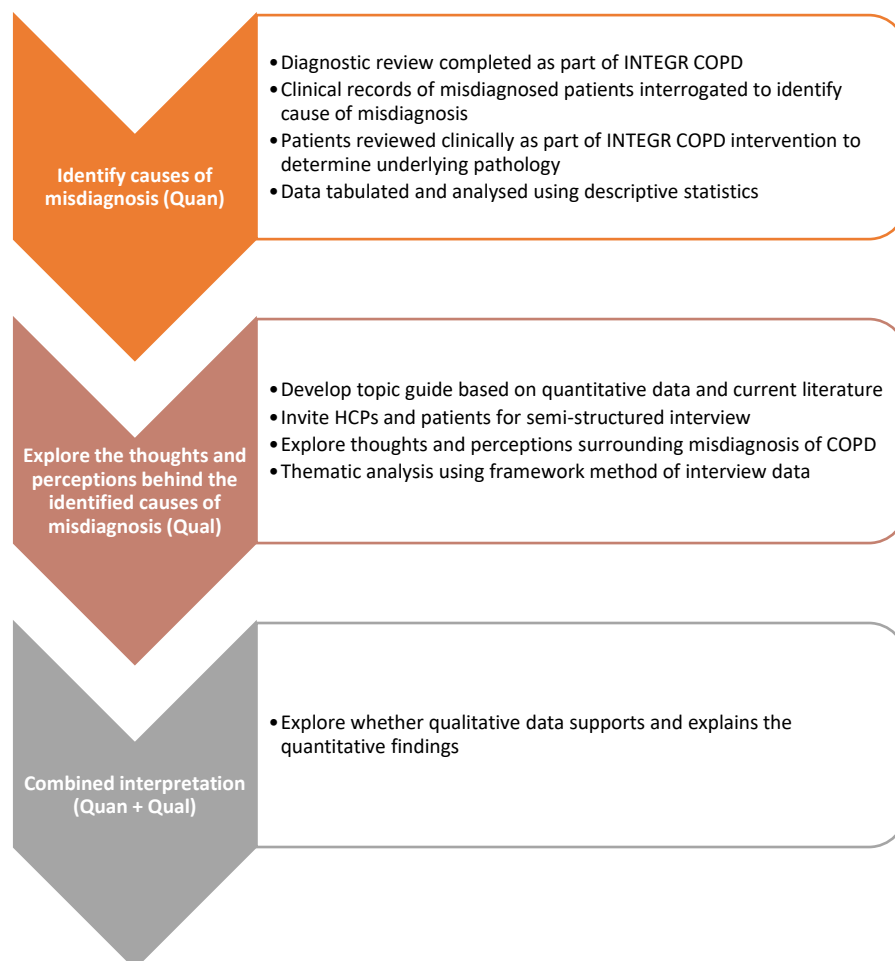 •Diagnostic review completed as part of INTEGR COPD
•Clinical records of misdiagnosed patients interrogated to identify
cause of misdiagnosis
•Patients reviewed clinically as part of INTEGR COPD intervention to
determine underlying pathology
•Data tabulated and analysed using descriptive statistics
Identify causes of
misdiagnosis (Quan)
•Develop topic guide based on quantitative data and current literature
•Invite HCPs and patients for semi-structured interview
•Explore thoughts and perceptions surrounding misdiagnosis of COPD
•Thematic analysis using framework method of interview data
Explore the thoughts and
perceptions behind the
identified causes of
misdiagnosis (Qual)
•Explore whether qualitative data supports and explains the
quantitative findings
Combined interpretation
(Quan + Qual)